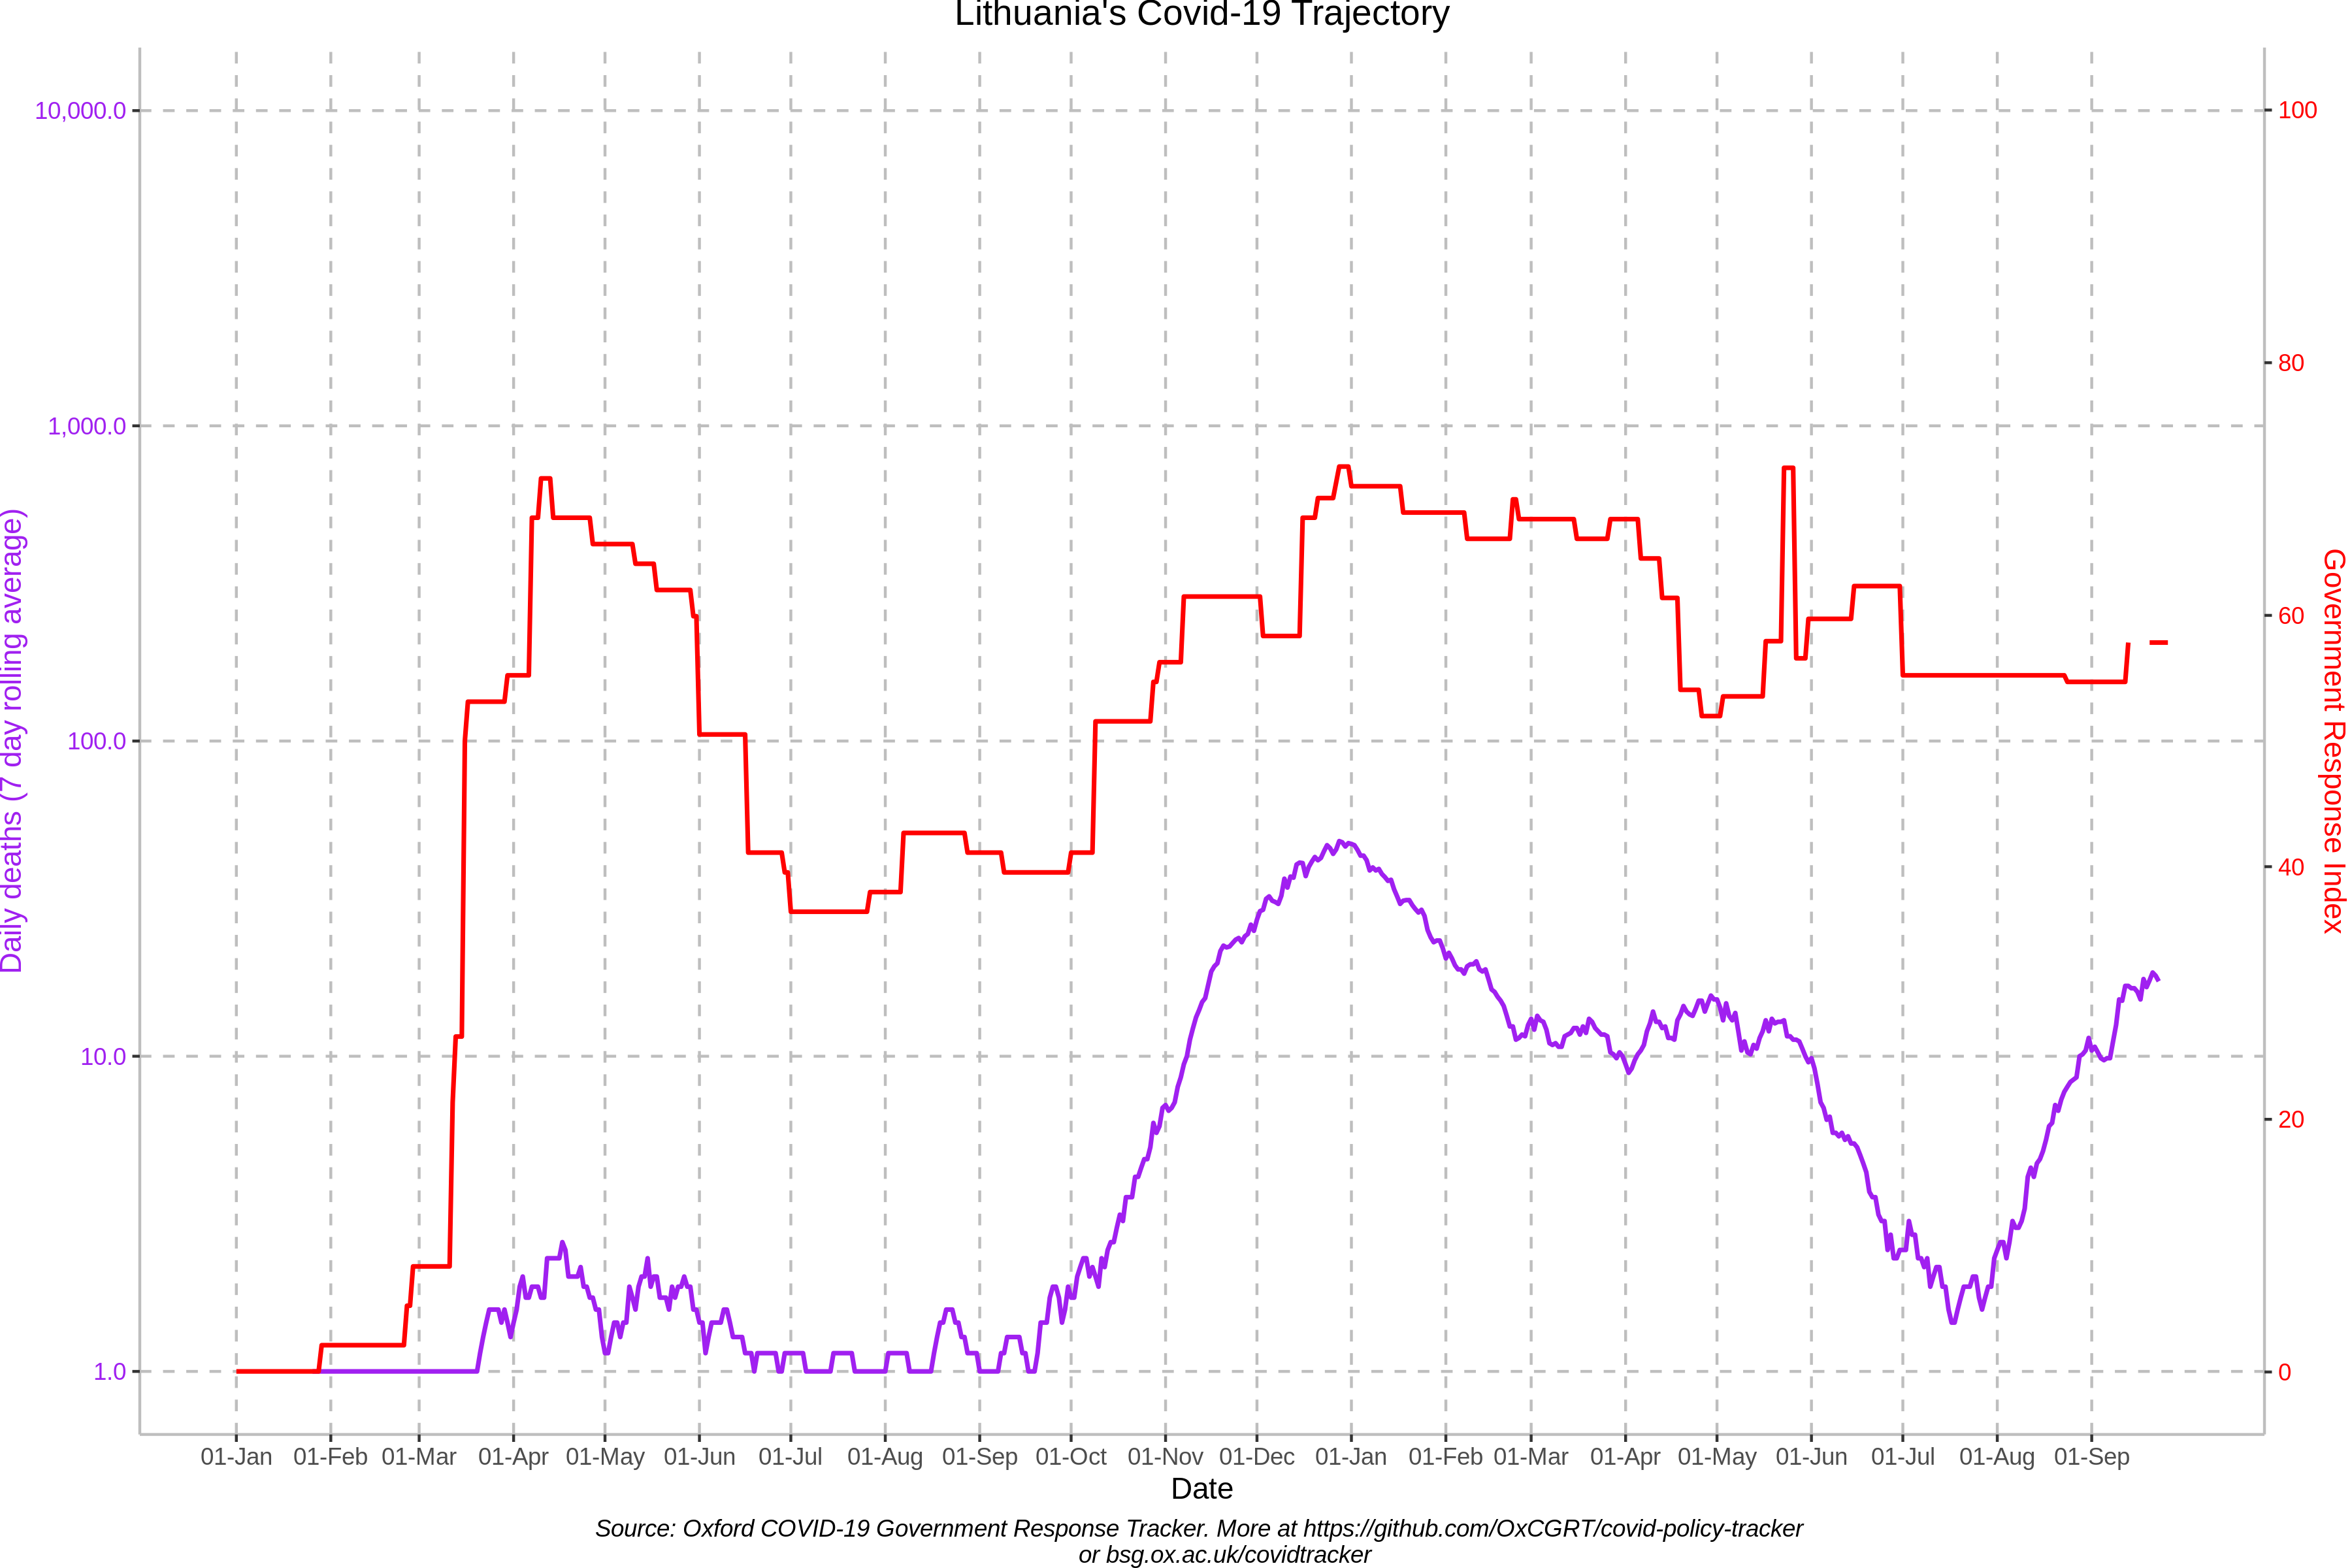 Lithuania's Covid-19 Trajectory
10,000.0
1,000.0
100.0
10.0
1.0
Daily deaths (7 day rolling average)
100
80
60
40
20
0
Government Response Index
01-Jan 01-Feb 01-Mar 01-Apr 01-May 01-Jun 01-Jul 01-Aug 01-Sep 01-Oct 01-Nov 01-Dec 01-Jan 01-Feb 01-Mar 01-Apr 01-May 01-Jun 01-Jul 01-Aug 01-Sep
Date
Source: Oxford COVID-19 Government Response Tracker. More at https://github.com/OxCGRT/covid-policy-tracker
or bsg.ox.ac.uk/covidtracker